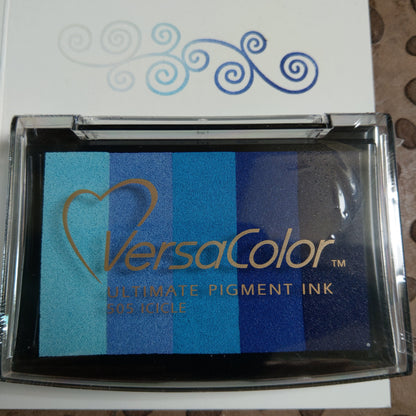 VersaColor™
ULTIMATE PIGMENT INK
505 ICICLE